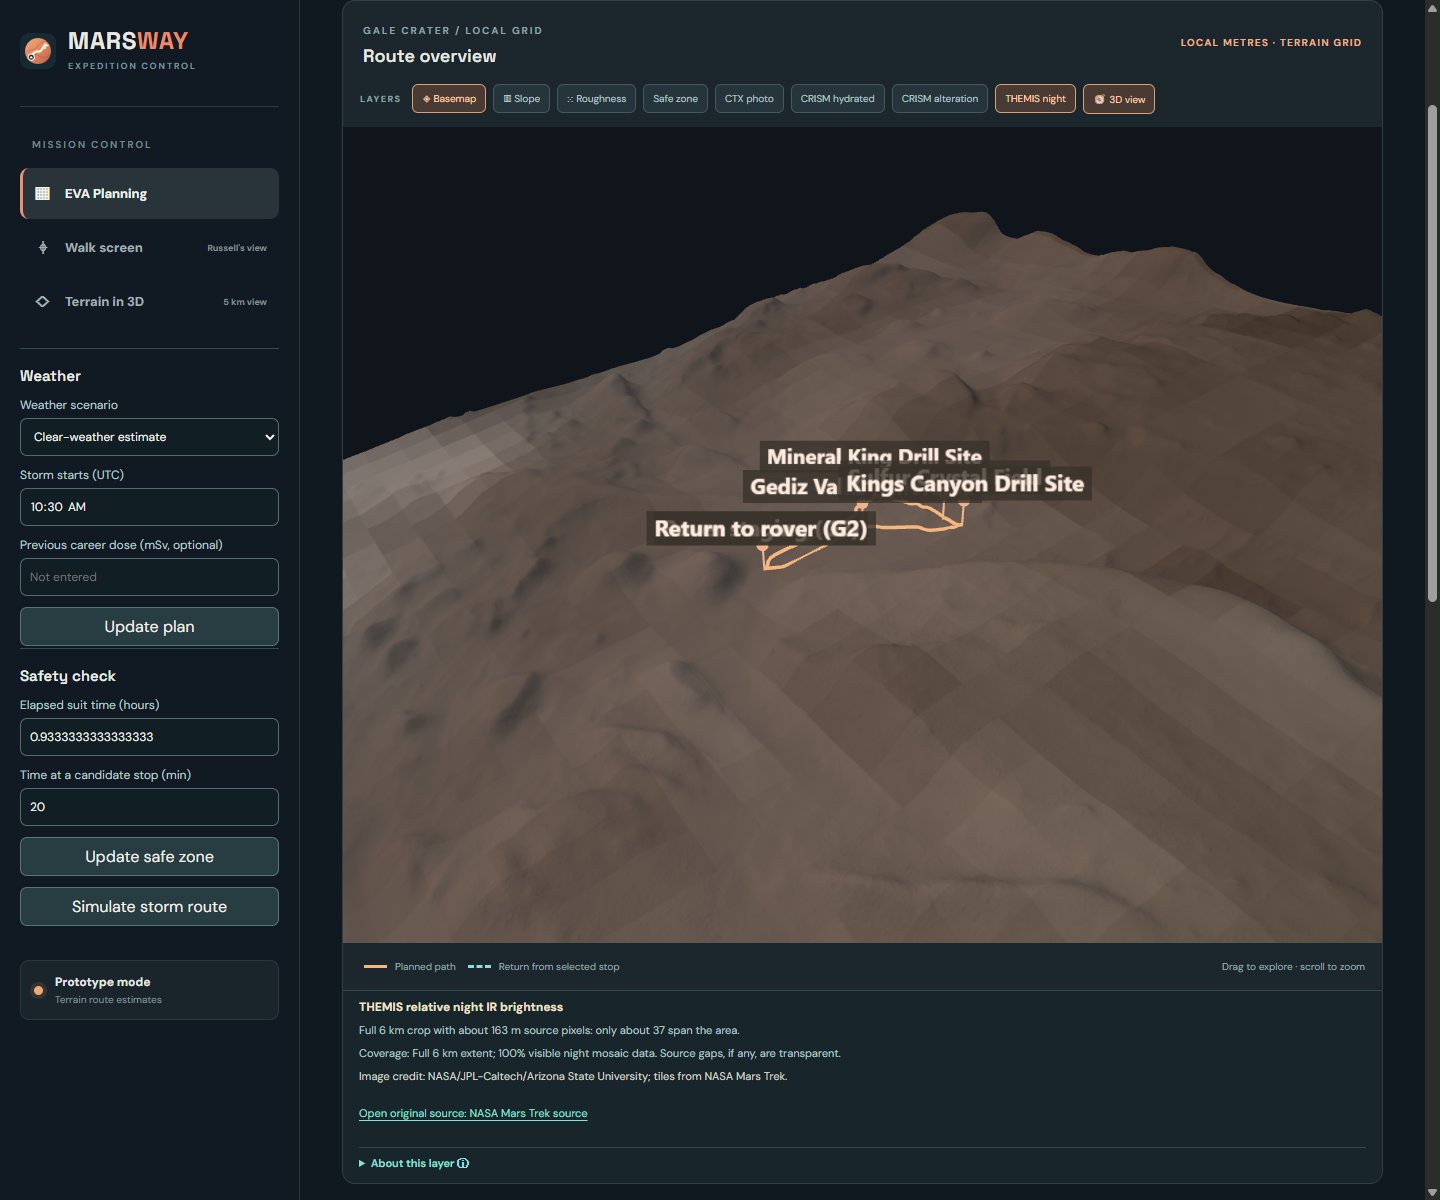 MARSWAY
EXPEDITION CONTROL
MISSION CONTROL
EVA Planning
Walk screen
Russell's view
Terrain in 3D
5 km view
Weather
Weather scenario
Clear-weather estimate
Storm starts (UTC)
10:30 AM
Previous career dose (mSv, optional)
Not entered
Update plan
Safety check
Elapsed suit time (hours)
0.9333333333333333
Time at a candidate stop (min)
20
Update safe zone
Simulate storm route
Prototype mode
Terrain route estimates
GALE CRATER / LOCAL GRID
Route overview
LOCAL METRES · TERRAIN GRID
LAYERS
Basemap
Slope
Roughness
Safe zone
CTX photo
CRISM hydrated
CRISM alteration
THEMIS night
3D view
Mineral King Drill Site
Sulfur Crystal Field
Gediz Va
Kings Canyon Drill Site
Return to rover (G2)
Planned path
Return from selected stop
Drag to explore · scroll to zoom
THEMIS relative night IR brightness
Full 6 km crop with about 163 m source pixels: only about 37 span the area.
Coverage: Full 6 km extent; 100% visible night mosaic data. Source gaps, if any, are transparent.
Image credit: NASA/JPL-Caltech/Arizona State University; tiles from NASA Mars Trek.
Open original source: NASA Mars Trek source
About this layer